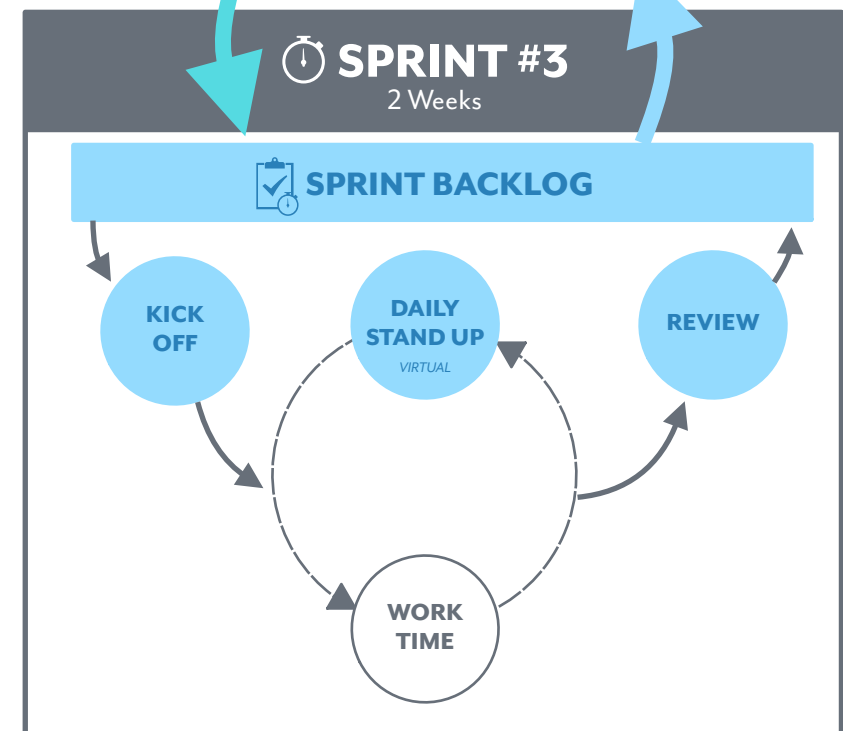 SPRINT #3
2 Weeks
SPRINT BACKLOG
KICK
OFF
DAILY
STAND UP
VIRTUAL
REVIEW
WORK
TIME